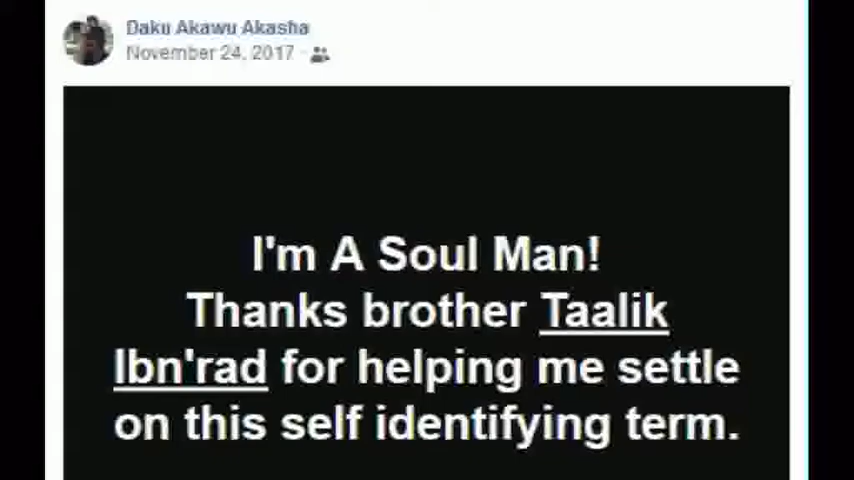 Daku Akawu Akasha
November 24, 2017 ·
I'm A Soul Man!
Thanks brother Taalik
Ibn'rad for helping me settle
on this self identifying term.